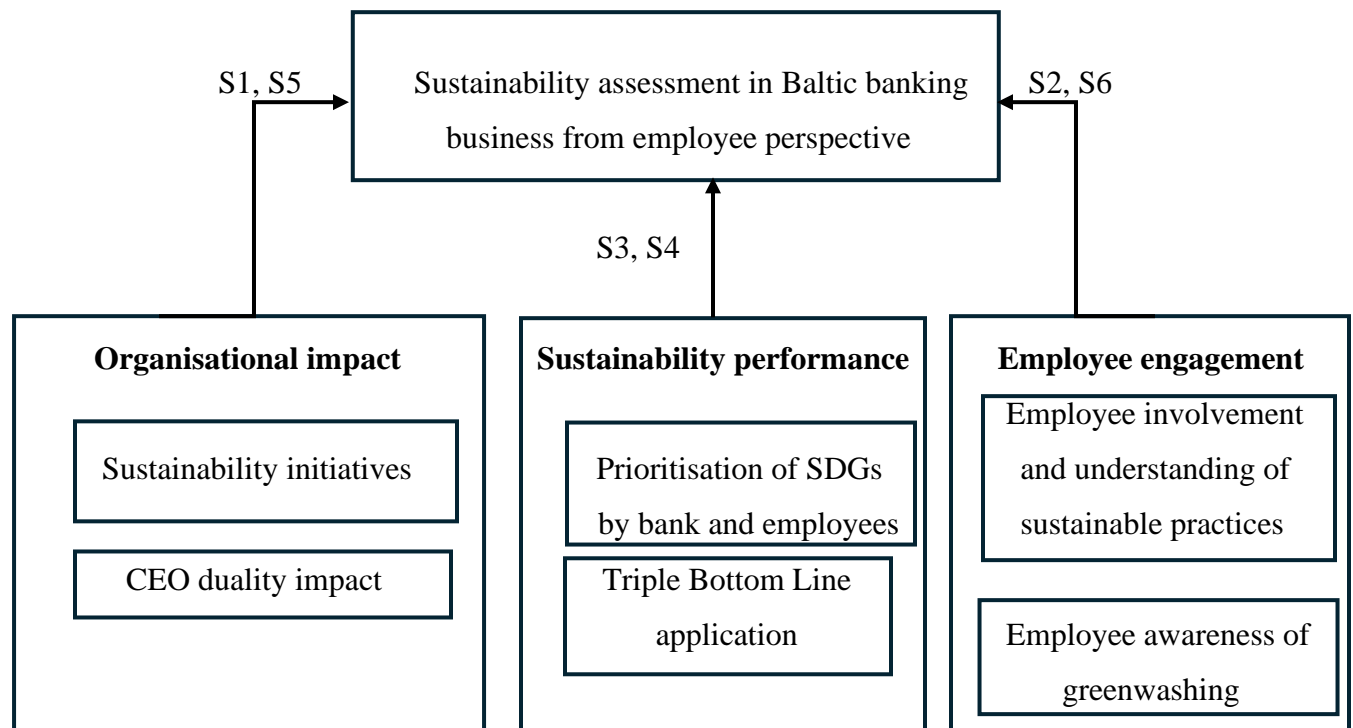 S1, S5
Sustainability assessment in Baltic banking
business from employee perspective
S2, S6
S3, S4
Organisational impact
Sustainability initiatives
CEO duality impact
Sustainability performance
Prioritisation of SDGs
by bank and employees
Triple Bottom Line
application
Employee engagement
Employee involvement
and understanding of
sustainable practices
Employee awareness of
greenwashing